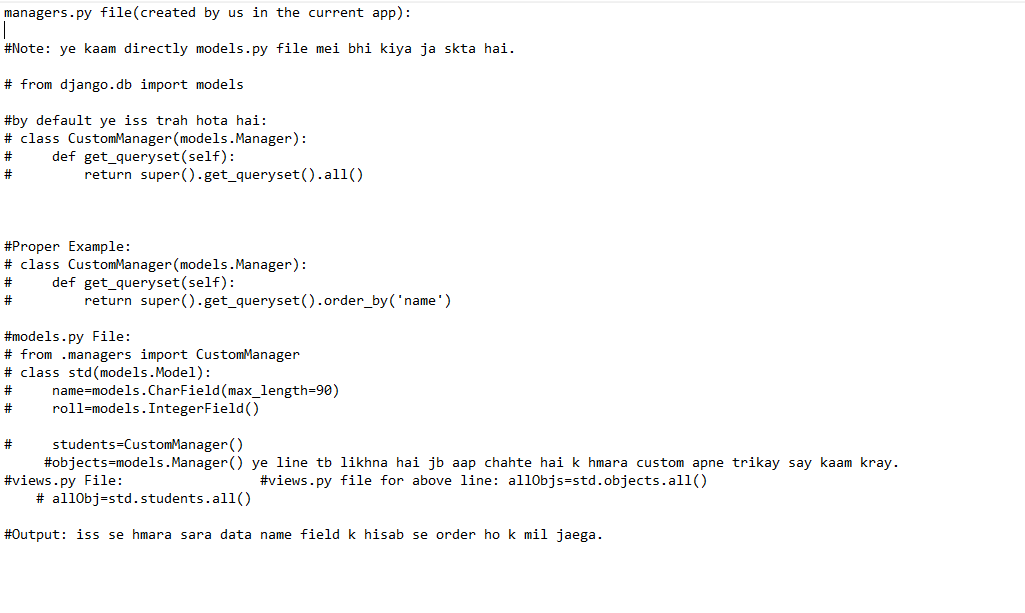 managers.py file(created by us in the current app):
#Note: ye kaam directly models.py file mei bhi kiya ja skta hai.
# from django.db import models
#by default ye iss trah hota hai:
# class CustomManager(models.Manager):
#     def get_queryset(self):
#         return super().get_queryset().all()
#Proper Example:
# class CustomManager(models.Manager):
#     def get_queryset(self):
#         return super().get_queryset().order_by('name')
#models.py File:
# from .managers import CustomManager
# class std(models.Model):
#     name=models.CharField(max_length=90)
#     roll=models.IntegerField()
#     students=CustomManager()
     #objects=models.Manager() ye line tb likhna hai jb aap chahte hai k hmara custom apne trikay say kaam kray.
#views.py File:                 #views.py file for above line: allObjs=std.objects.all()
    # allObj=std.students.all()
#Output: iss se hmara sara data name field k hisab se order ho k mil jaega.